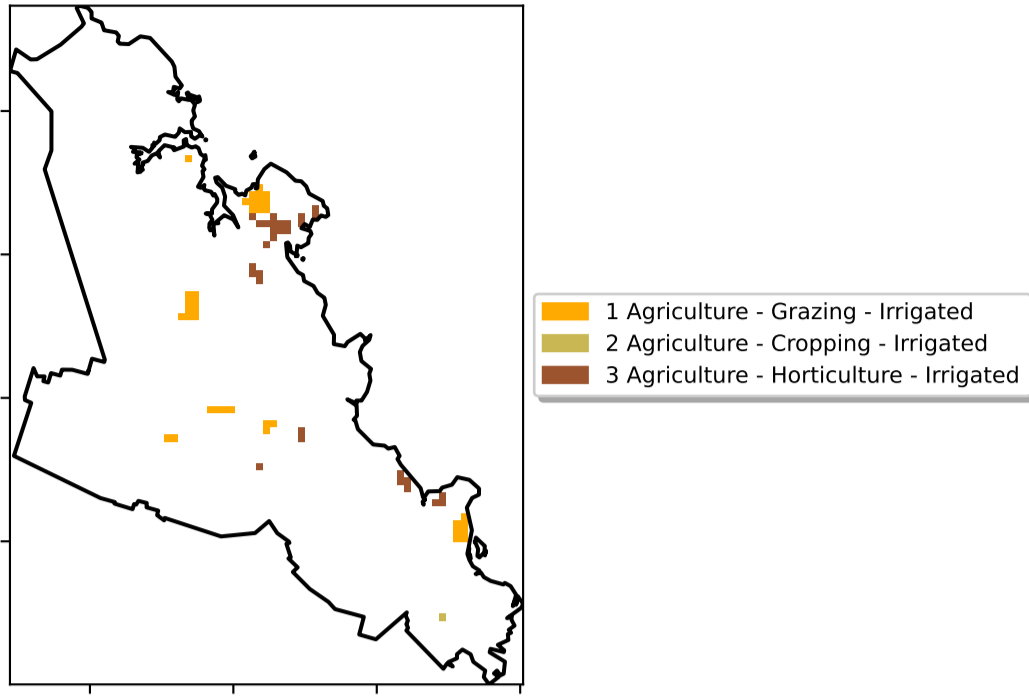 1 Agriculture - Grazing - Irrigated
2 Agriculture - Cropping - Irrigated
3 Agriculture - Horticulture - Irrigated